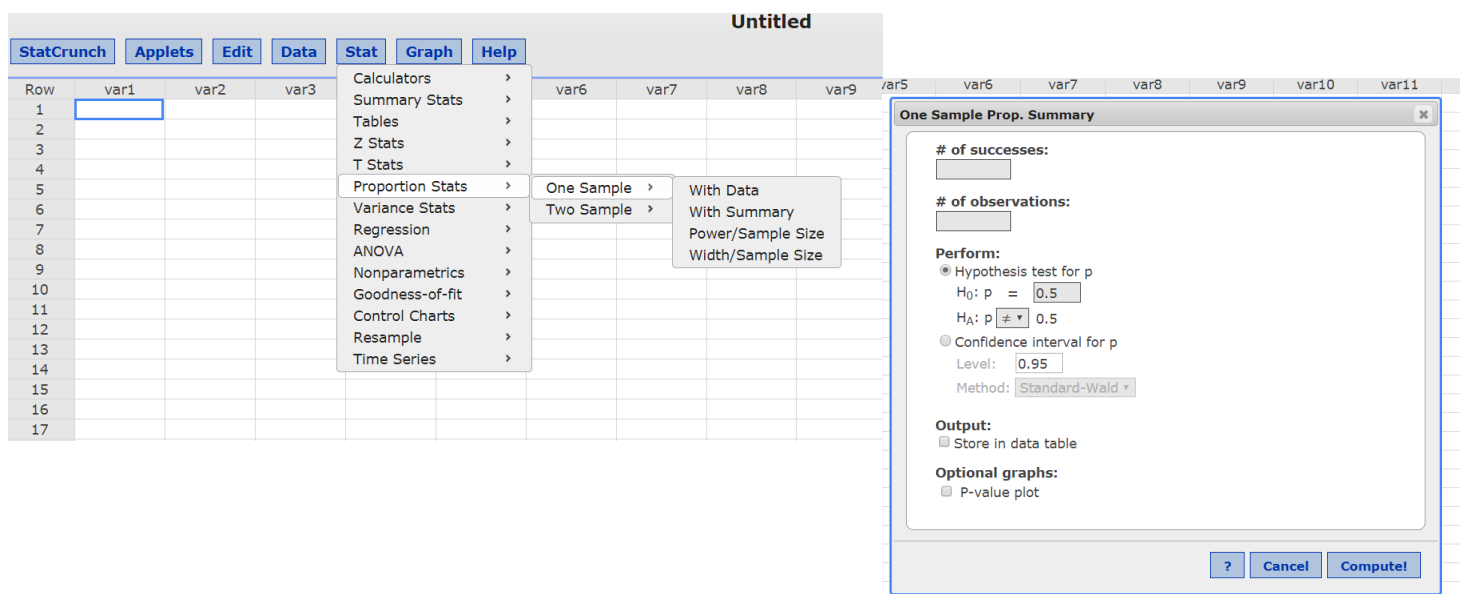 Untitled
StatCrunch Applets Edit Data Stat Graph Help
Row var1 var2 var3 var6 var7 var8 var9
1
2
3
4
5
6
7
8
9
10
11
12
13
14
15
16
17
Calculators
Summary Stats
Tables
Z Stats
T Stats
Proportion Stats
Variance Stats
Regression
ANOVA
Nonparametrics
Goodness-of-fit
Control Charts
Resample
Time Series
One Sample
Two Sample
With Data
With Summary
Power/Sample Size
Width/Sample Size
var5 var6 var7 var8 var9 var10 var11
One Sample Prop. Summary
# of successes:
# of observations:
Perform:
Hypothesis test for p
H0: p = 0.5
HA: p ≠ 0.5
Confidence interval for p
Level: 0.95
Method: Standard-Wald
Output:
Store in data table
Optional graphs:
P-value plot
? Cancel Compute!